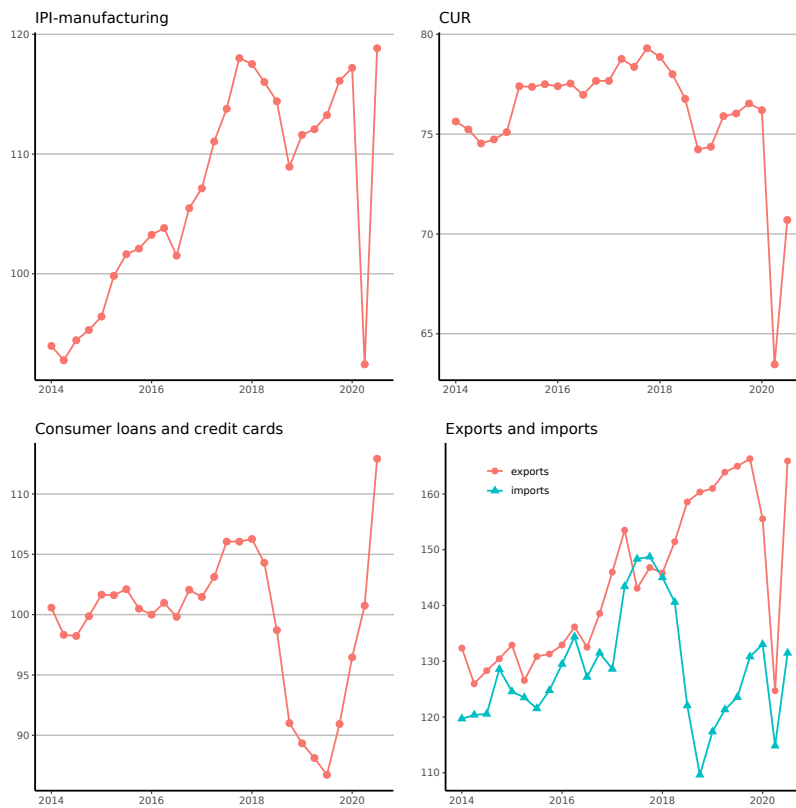 IPI-manufacturing
120
110
100
2014 2016 2018 2020
CUR
80
75
70
65
2014 2016 2018 2020
Consumer loans and credit cards
110
105
100
95
90
2014 2016 2018 2020
Exports and imports
exports
imports
160
150
140
130
120
110
2014 2016 2018 2020